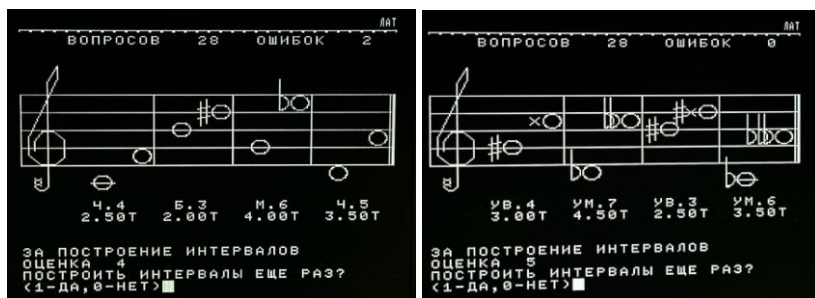 ЛАТ
ВОПРОСОВ 28 ОШИБОК 2
Ч.4 Б.3 М.6 Ч.5
2.50Т 2.00Т 4.00Т 3.50Т
ЗА ПОСТРОЕНИЕ ИНТЕРВАЛОВ
ОЦЕНКА 4
ПОСТРОИТЬ ИНТЕРВАЛЫ ЕЩЕ РАЗ?
(1-ДА,0-НЕТ)
ЛАТ
ВОПРОСОВ 28 ОШИБОК 0
УВ.4 УМ.7 УВ.3 УМ.6
3.00Т 4.50Т 2.50Т 3.50Т
ЗА ПОСТРОЕНИЕ ИНТЕРВАЛОВ
ОЦЕНКА 5
ПОСТРОИТЬ ИНТЕРВАЛЫ ЕЩЕ РАЗ?
(1-ДА,0-НЕТ)